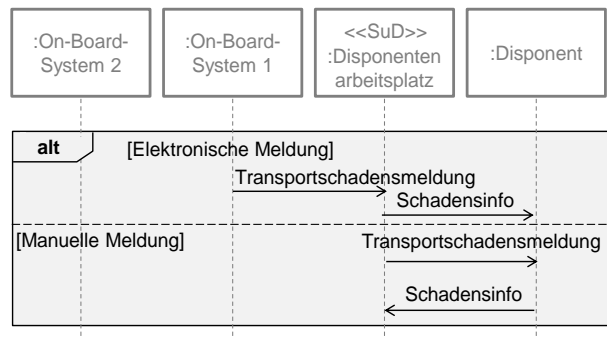 :On-Board-
System 2
:On-Board-
System 1
<<SuD>>
:Disponenten
arbeitsplatz
:Disponent
alt
[Elektronische Meldung]
Transportschadensmeldung
Schadensinfo
[Manuelle Meldung]
Transportschadensmeldung
Schadensinfo